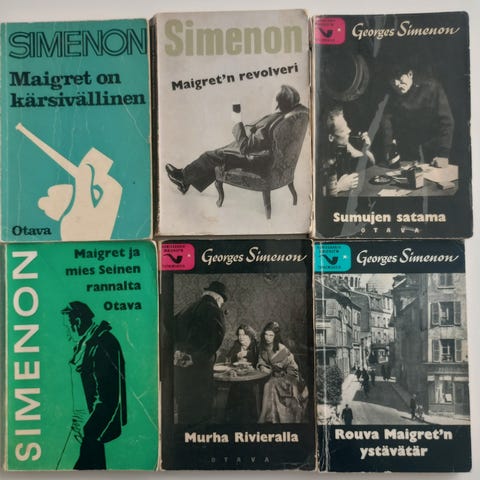 SIMENON
Maigret on
kärsivällinen
Otava
Simenon
Maigret'n revolveri
Georges Simenon
Sumujen satama
OTAVA
SIMENON
Maigret ja
mies Seinen
rannalta
Otava
Georges Simenon
Murha Rivieralla
OTAVA
Georges Simenon
Rouva Maigret'n
ystävätär